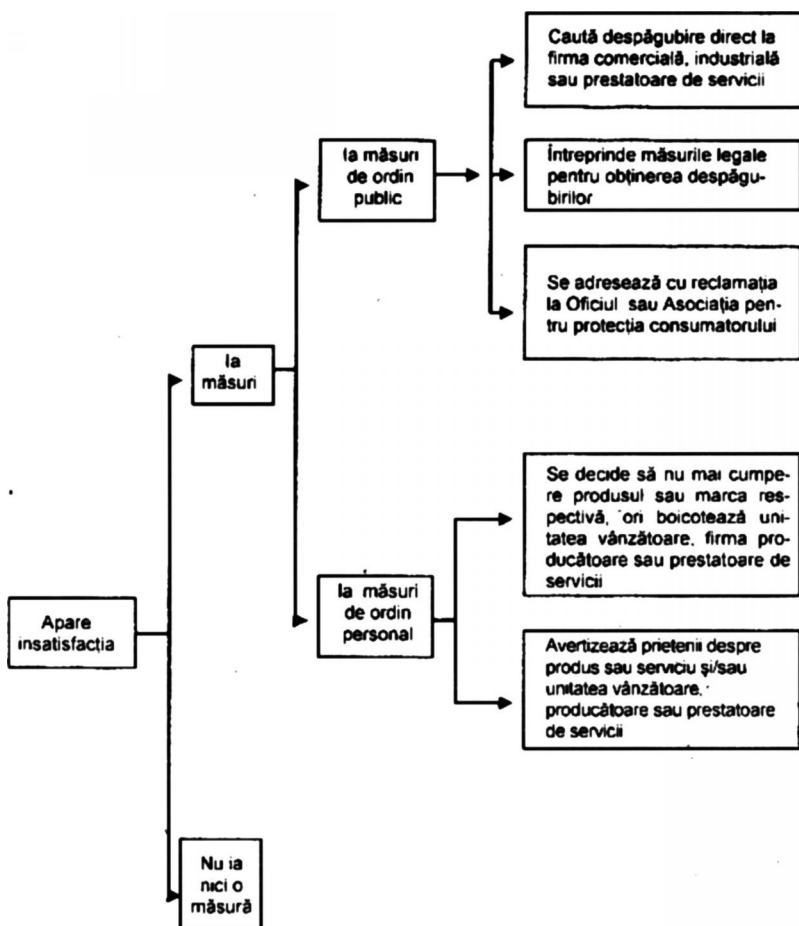 Caută despăgubire direct la
firma comercială, industrială
sau prestatoare de servicii
Ia măsuri
de ordin
public
Întreprinde măsurile legale
pentru obținerea despăgu-
birilor
Se adresează cu reclamația
la Oficiul sau Asociația pen-
tru protecția consumatorului
Ia
măsuri
Se decide să nu mai cumpe-
re produsul sau marca res-
pectivă, ori boicotează uni-
tatea vânzătoare, firma pro-
ducătoare sau prestatoare de
servicii
Ia măsuri
de ordin
personal
Apare
insatisfacția
Avertizează prietenii despre
produs sau serviciu și/sau
unitatea vânzătoare,
producătoare sau prestatoare
de servicii
Nu ia
nici o
măsură